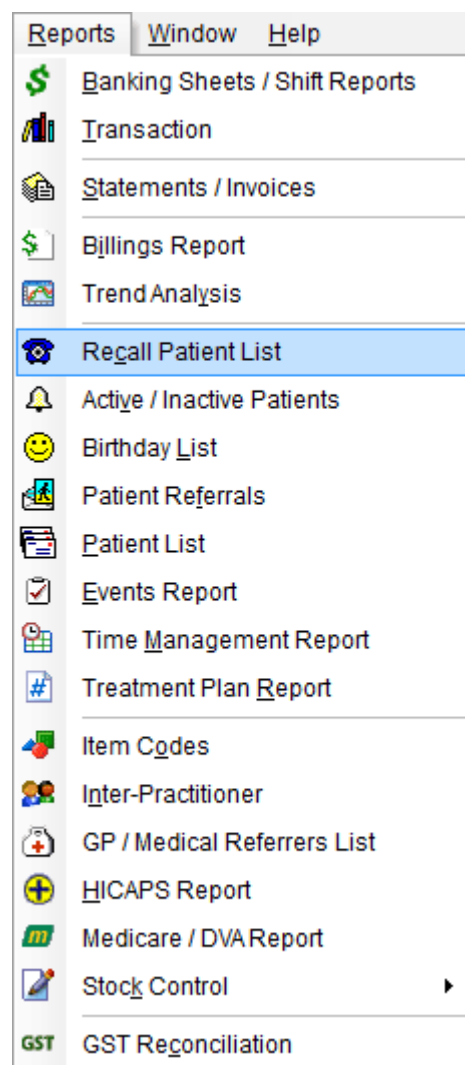 Reports Window Help
Banking Sheets / Shift Reports
Transaction
Statements / Invoices
Billings Report
Trend Analysis
Recall Patient List
Active / Inactive Patients
Birthday List
Patient Referrals
Patient List
Events Report
Time Management Report
Treatment Plan Report
Item Codes
Inter-Practitioner
GP / Medical Referrers List
HICAPS Report
Medicare / DVA Report
Stock Control
GST GST Reconciliation